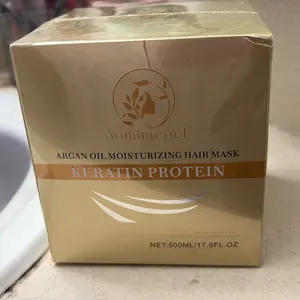 ARGAN OIL MOISTURIZING HAIR MASK
KERATIN PROTEIN
NET:500ML/17.6FL.OZ